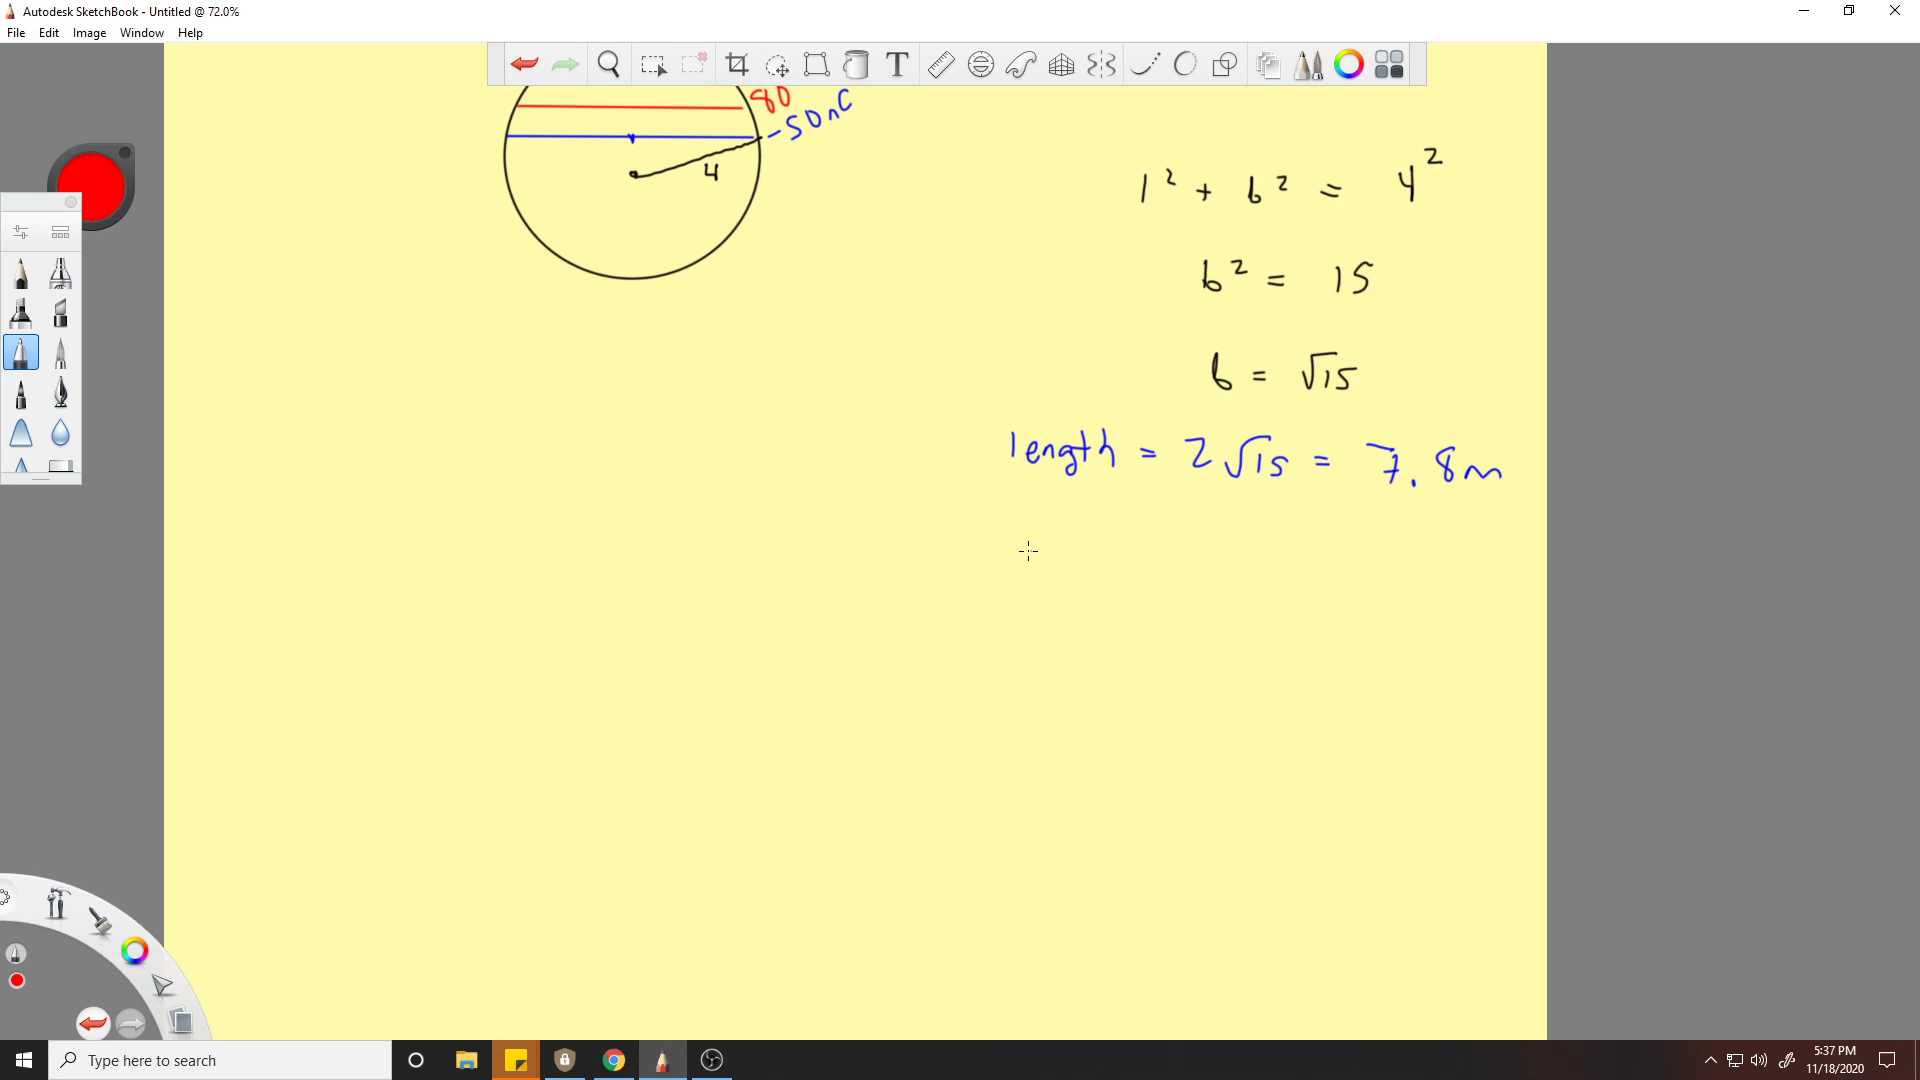 Autodesk SketchBook - Untitled @ 72.0%
File Edit Image Window Help
T
80
-50nC
4
1² + b² = 4²
b² = 15
b = √15
length = 2√15 = 7.8m
Type here to search
5:37 PM
11/18/2020